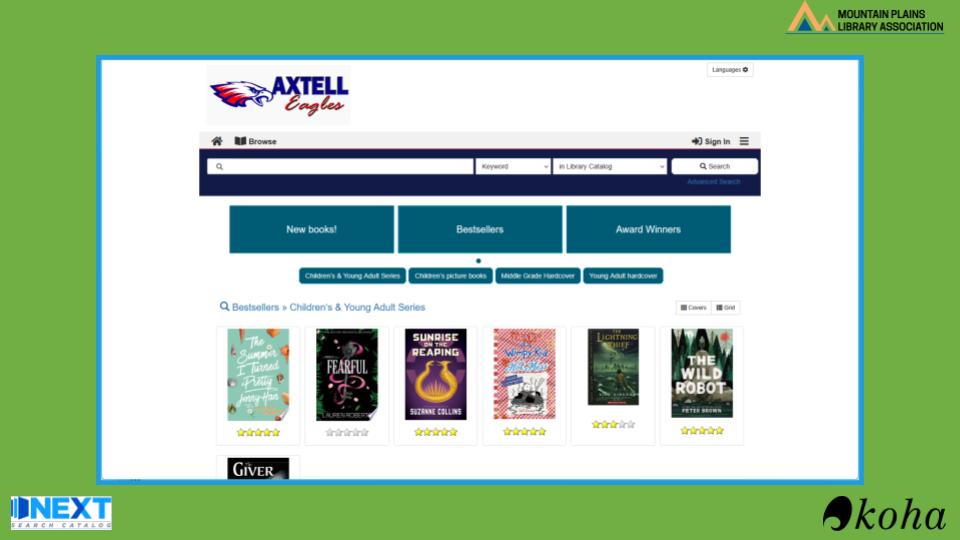 MOUNTAIN PLAINS
LIBRARY ASSOCIATION
AXTELL
Eagles
Languages
Browse
Sign In
Keyword
in Library Catalog
Search
Advanced Search
New books!
Bestsellers
Award Winners
Children's & Young Adult Series
Children's picture books
Middle Grade Hardcover
Young Adult hardcover
Bestsellers » Children's & Young Adult Series
Covers
Grid
The
Summer
I Turned
Pretty
Jenny Han
FEARFUL
LAUREN ROBERTS
SUNRISE
ON THE
REAPING
SUZANNE COLLINS
Wimpy Kid
THE
LIGHTNING
THIEF
THE
WILD
ROBOT
PETER BROWN
GIVER
NEXT
SEARCH CATALOG
koha